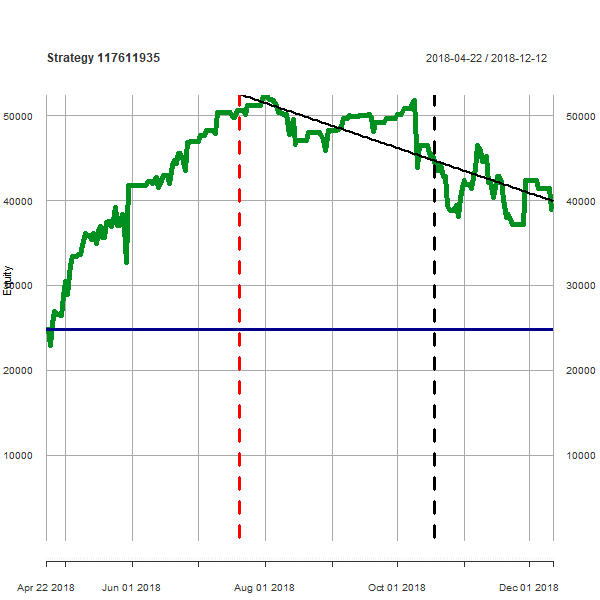 Strategy 117611935
2018-04-22 / 2018-12-12
50000
50000
40000
40000
Equity
30000
30000
20000
20000
10000
10000
Apr 22 2018
Jun 01 2018
Aug 01 2018
Oct 01 2018
Dec 01 2018